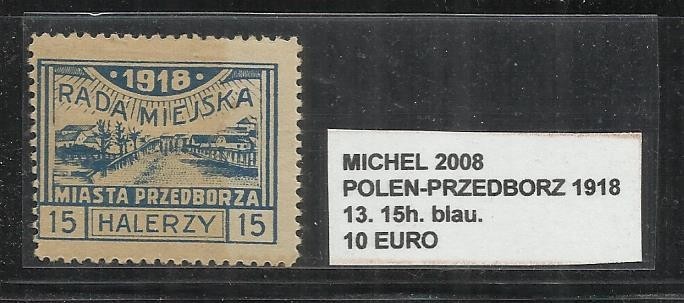 · 1918 ·
RADA MIEJSKA
MIASTA PRZEDBORZA
15 HALERZY 15
MICHEL 2008
POLEN-PRZEDBORZ 1918
13. 15h. blau.
10 EURO